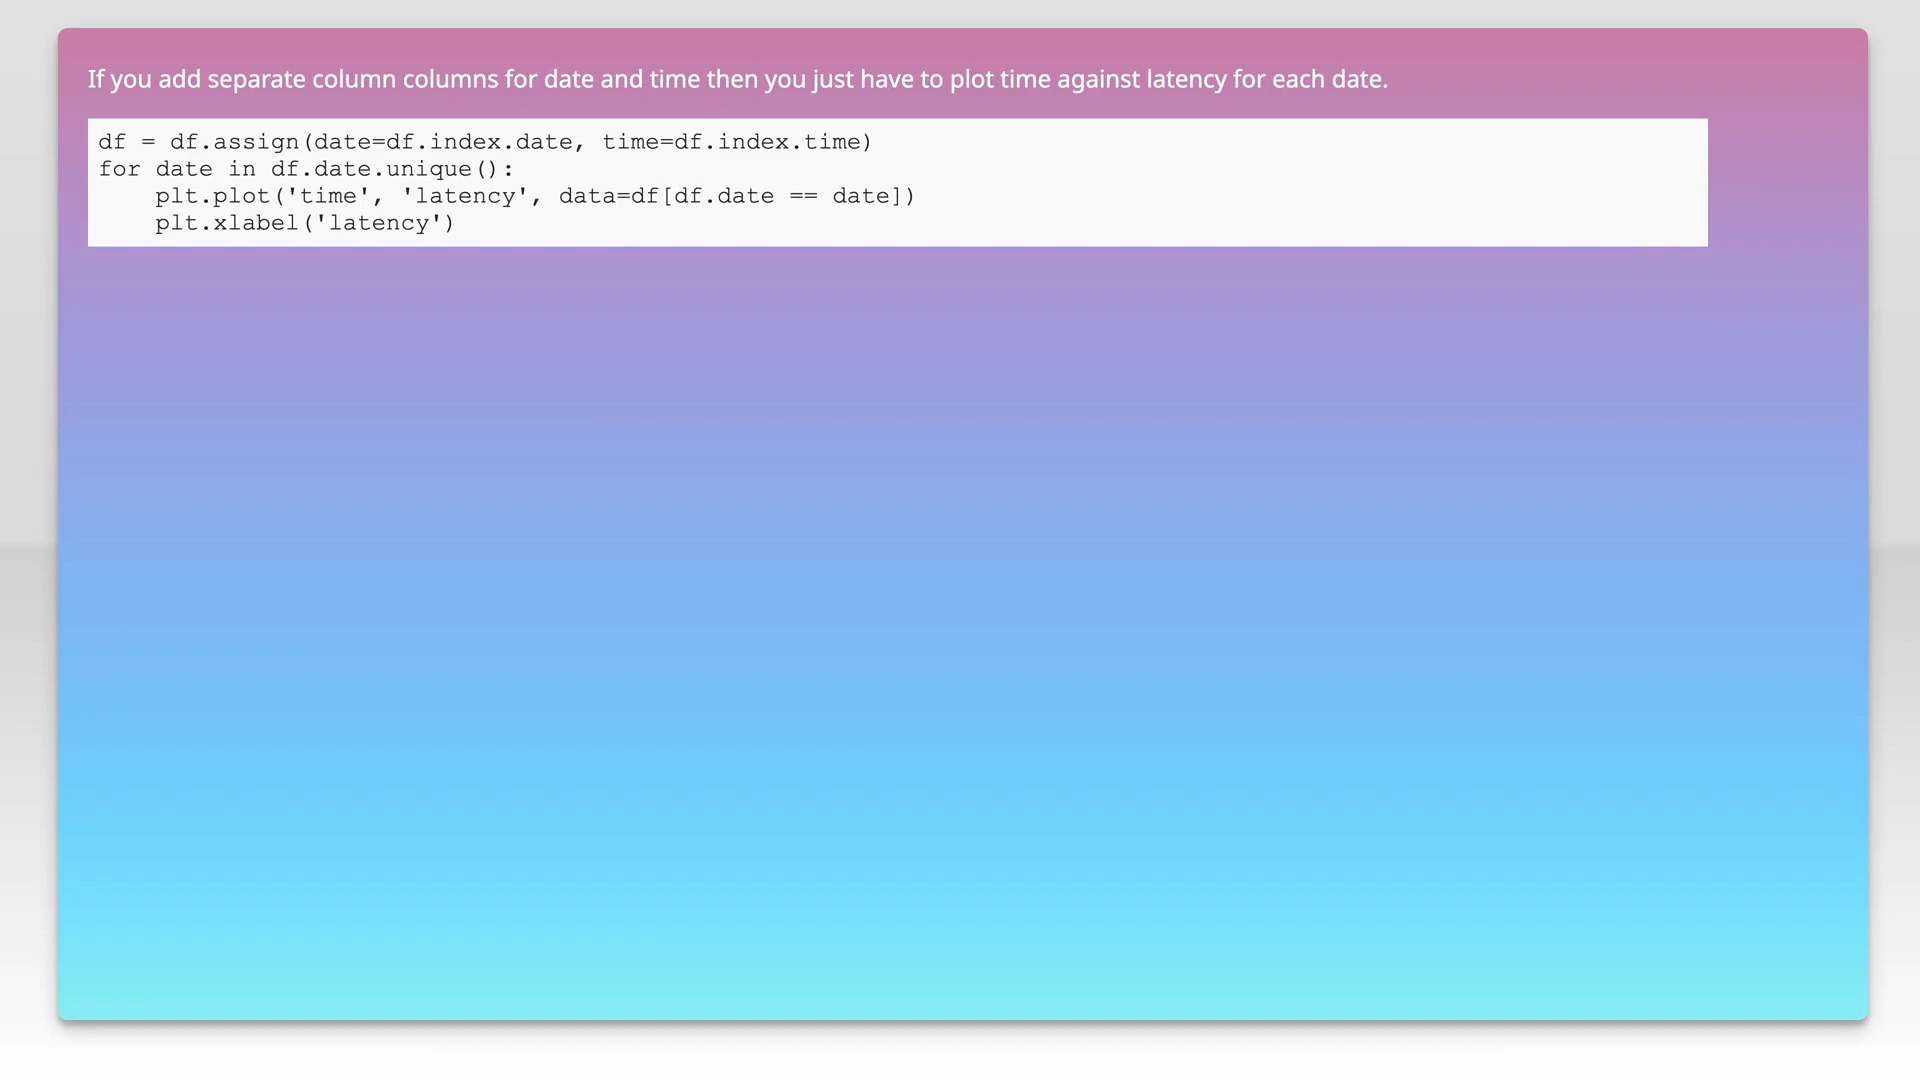 If you add separate column columns for date and time then you just have to plot time against latency for each date.
df = df.assign(date=df.index.date, time=df.index.time)
for date in df.date.unique():
    plt.plot('time', 'latency', data=df[df.date == date])
    plt.xlabel('latency')